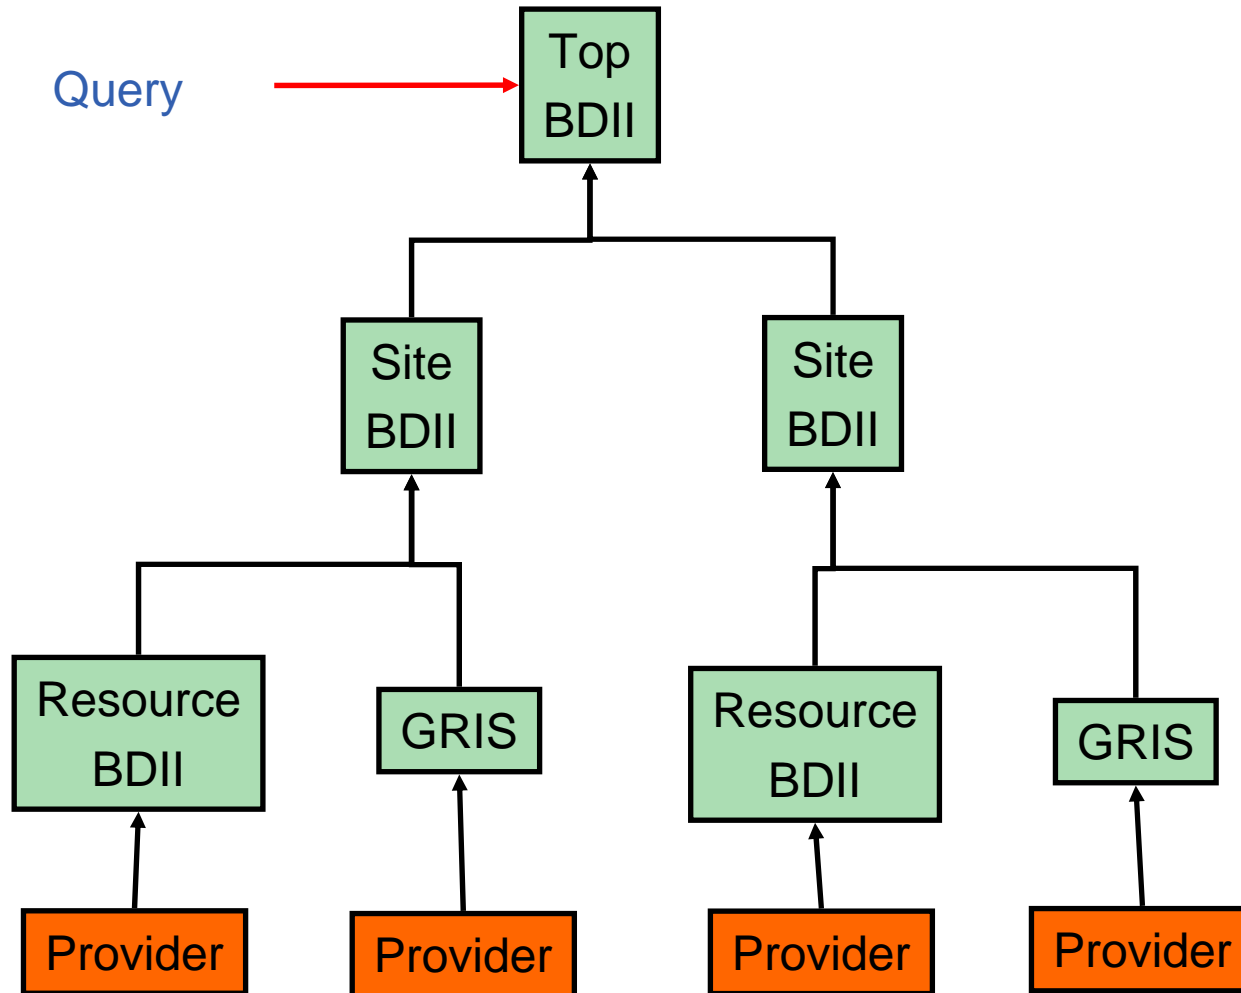 Top
BDII
Query
Site
BDII
Site
BDII
Resource
BDII
GRIS
Resource
BDII
GRIS
Provider
Provider
Provider
Provider